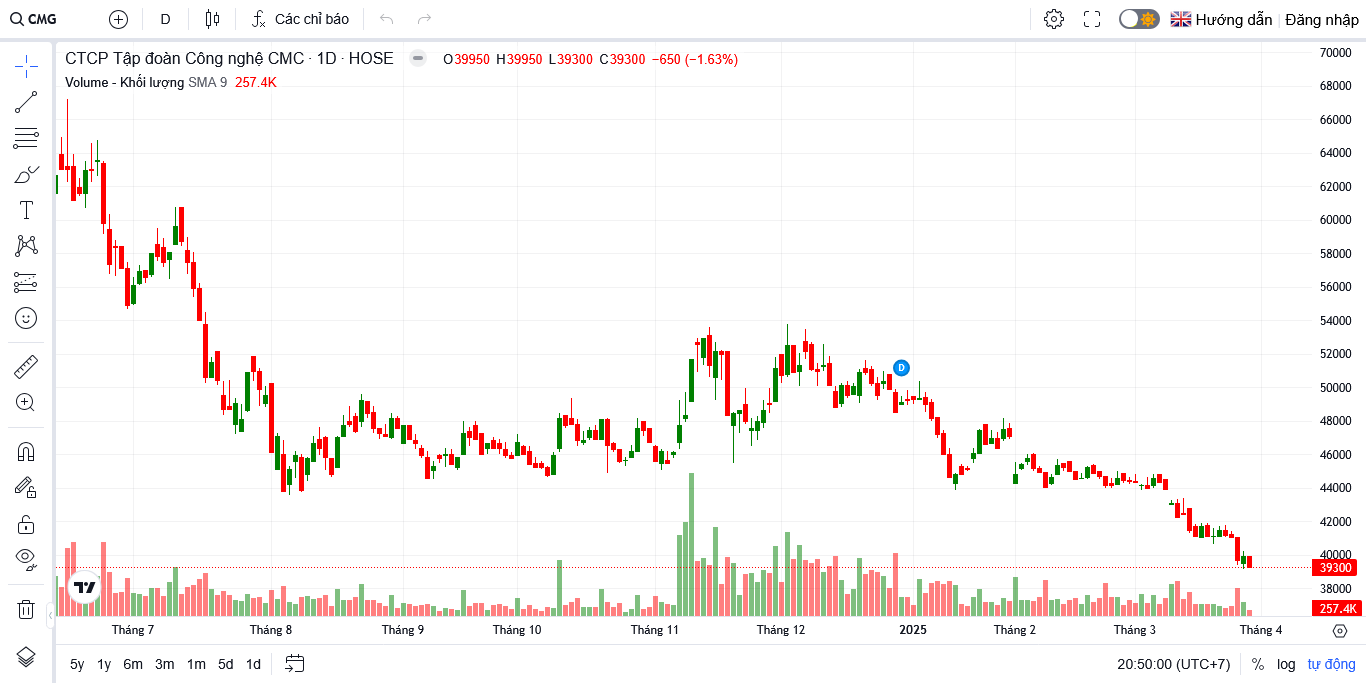 CMG D Các chỉ báo Hướng dẫn Đăng nhập
CTCP Tập đoàn Công nghệ CMC · 1D · HOSE O39950 H39950 L39300 C39300 −650 (−1.63%)
Volume - Khối lượng SMA 9 257.4K
70000
68000
66000
64000
62000
60000
58000
56000
54000
52000
50000
48000
46000
44000
42000
40000
39300
38000
257.4K
D
Tháng 7 Tháng 8 Tháng 9 Tháng 10 Tháng 11 Tháng 12 2025 Tháng 2 Tháng 3 Tháng 4
5y 1y 6m 3m 1m 5d 1d 20:50:00 (UTC+7) % log tự động